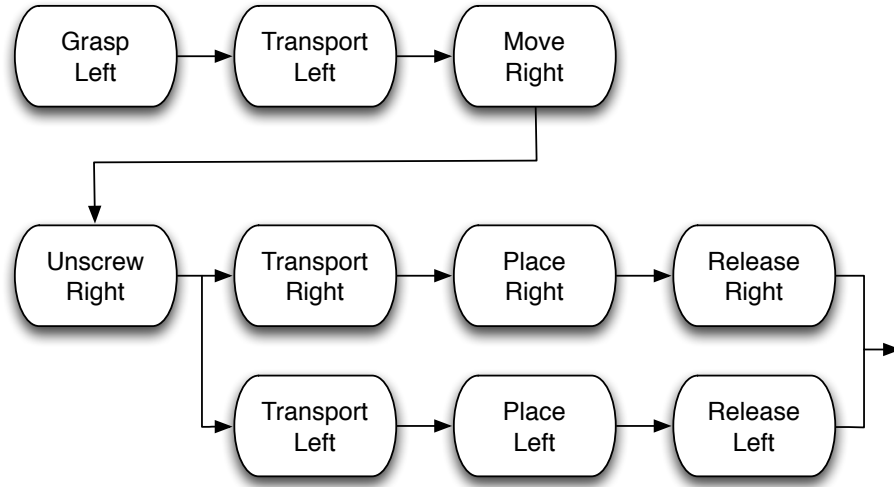 Grasp
Left
Transport
Left
Move
Right
Unscrew
Right
Transport
Right
Place
Right
Release
Right
Transport
Left
Place
Left
Release
Left